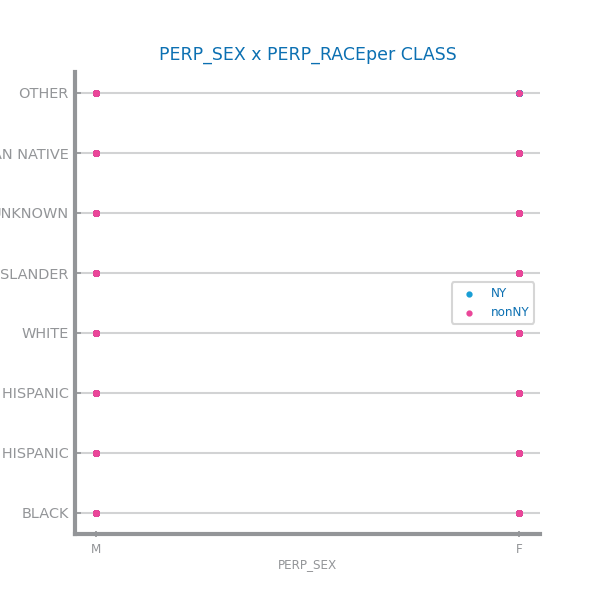 PERP_SEX x PERP_RACEper CLASS
OTHER
AN NATIVE
UNKNOWN
SLANDER
NY
nonNY
WHITE
HISPANIC
HISPANIC
BLACK
M
F
PERP_SEX